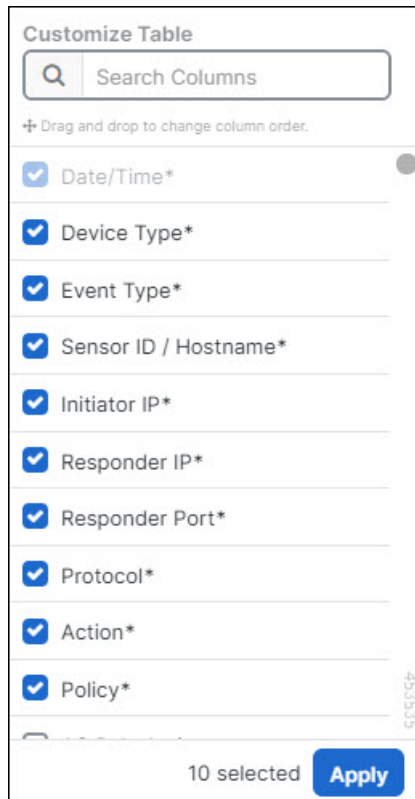 Customize Table
Search Columns
Drag and drop to change column order.
Date/Time*
Device Type*
Event Type*
Sensor ID / Hostname*
Initiator IP*
Responder IP*
Responder Port*
Protocol*
Action*
Policy*
453535
10 selected
Apply